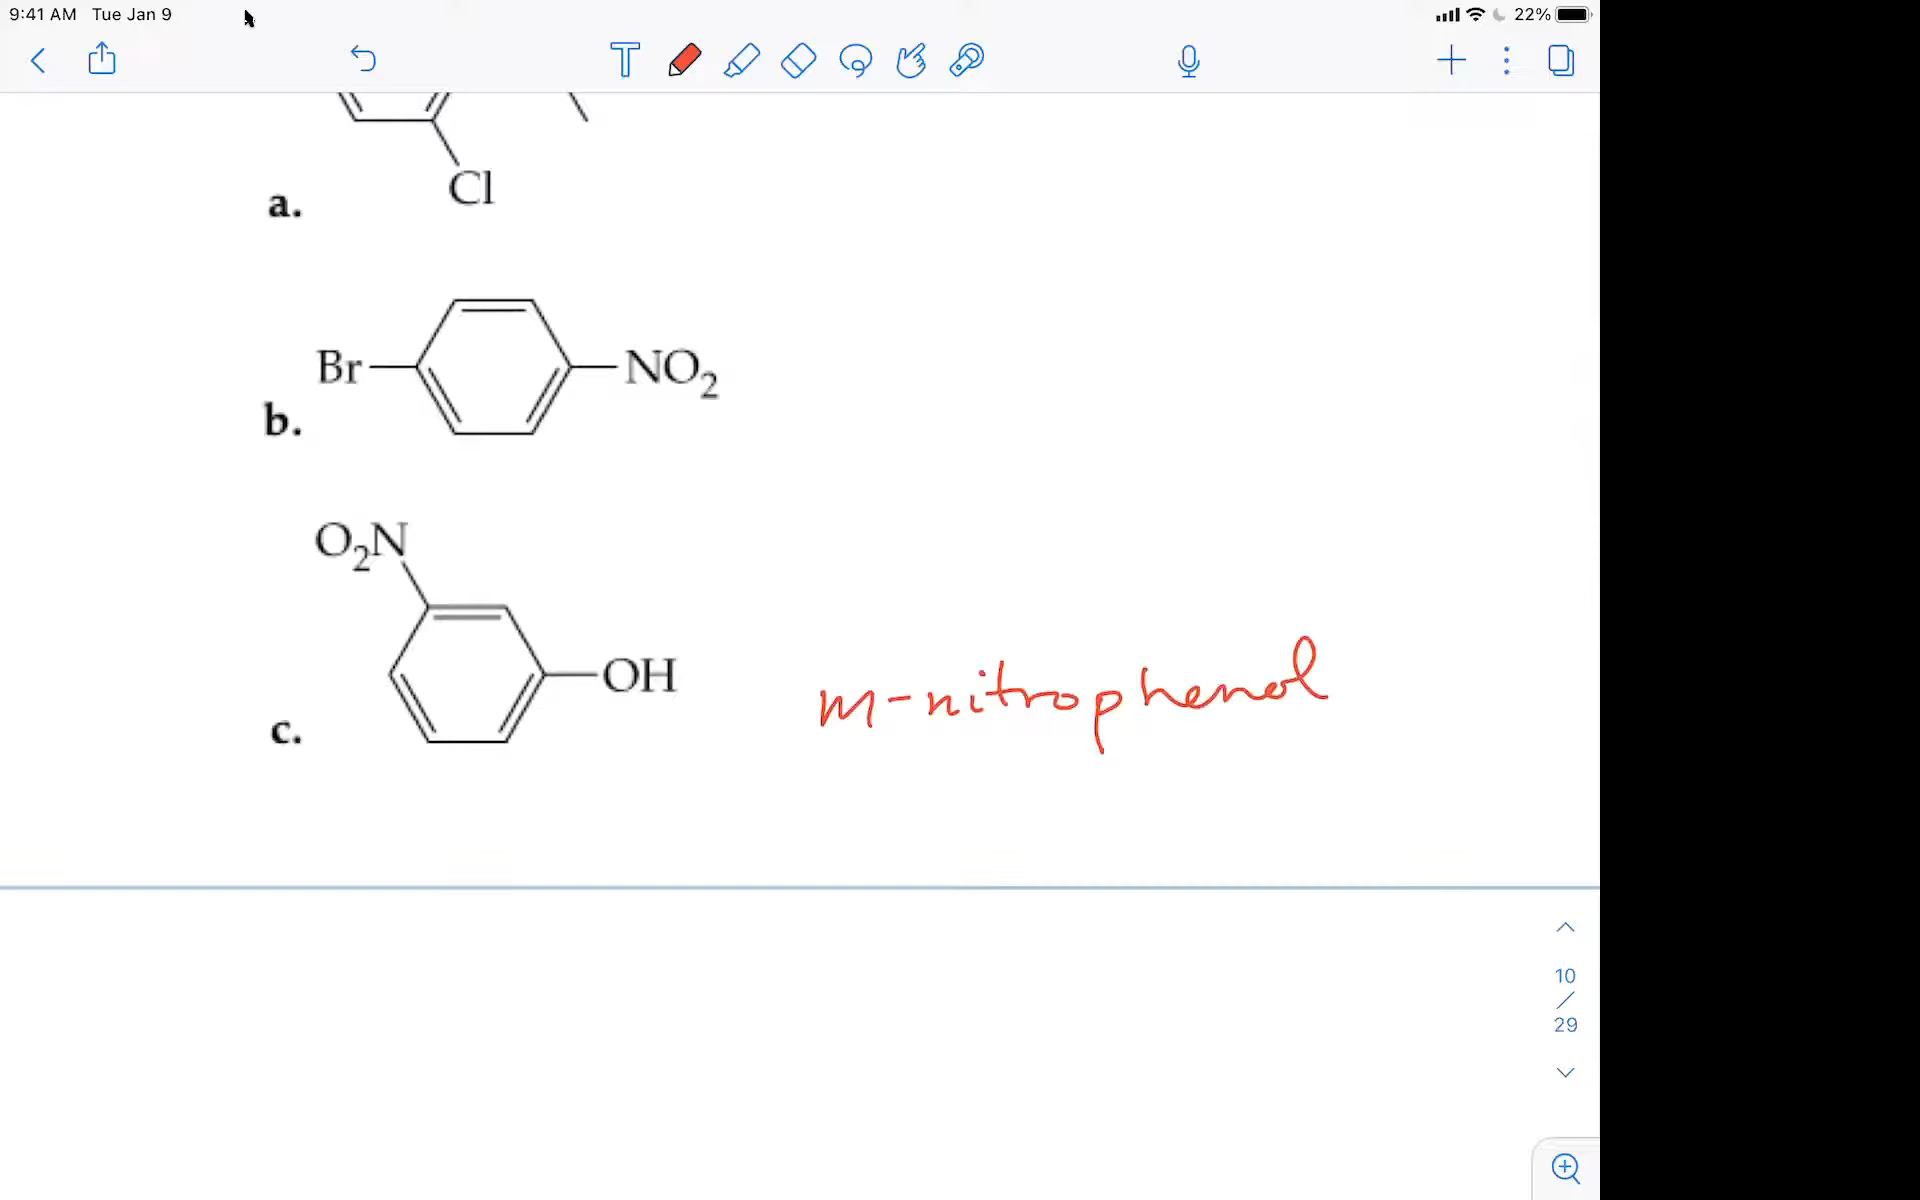 9:41 AM Tue Jan 9
22%
T
Cl
a.
Br
NO2
b.
O2N
OH
m-nitrophenol
c.
10
/
29